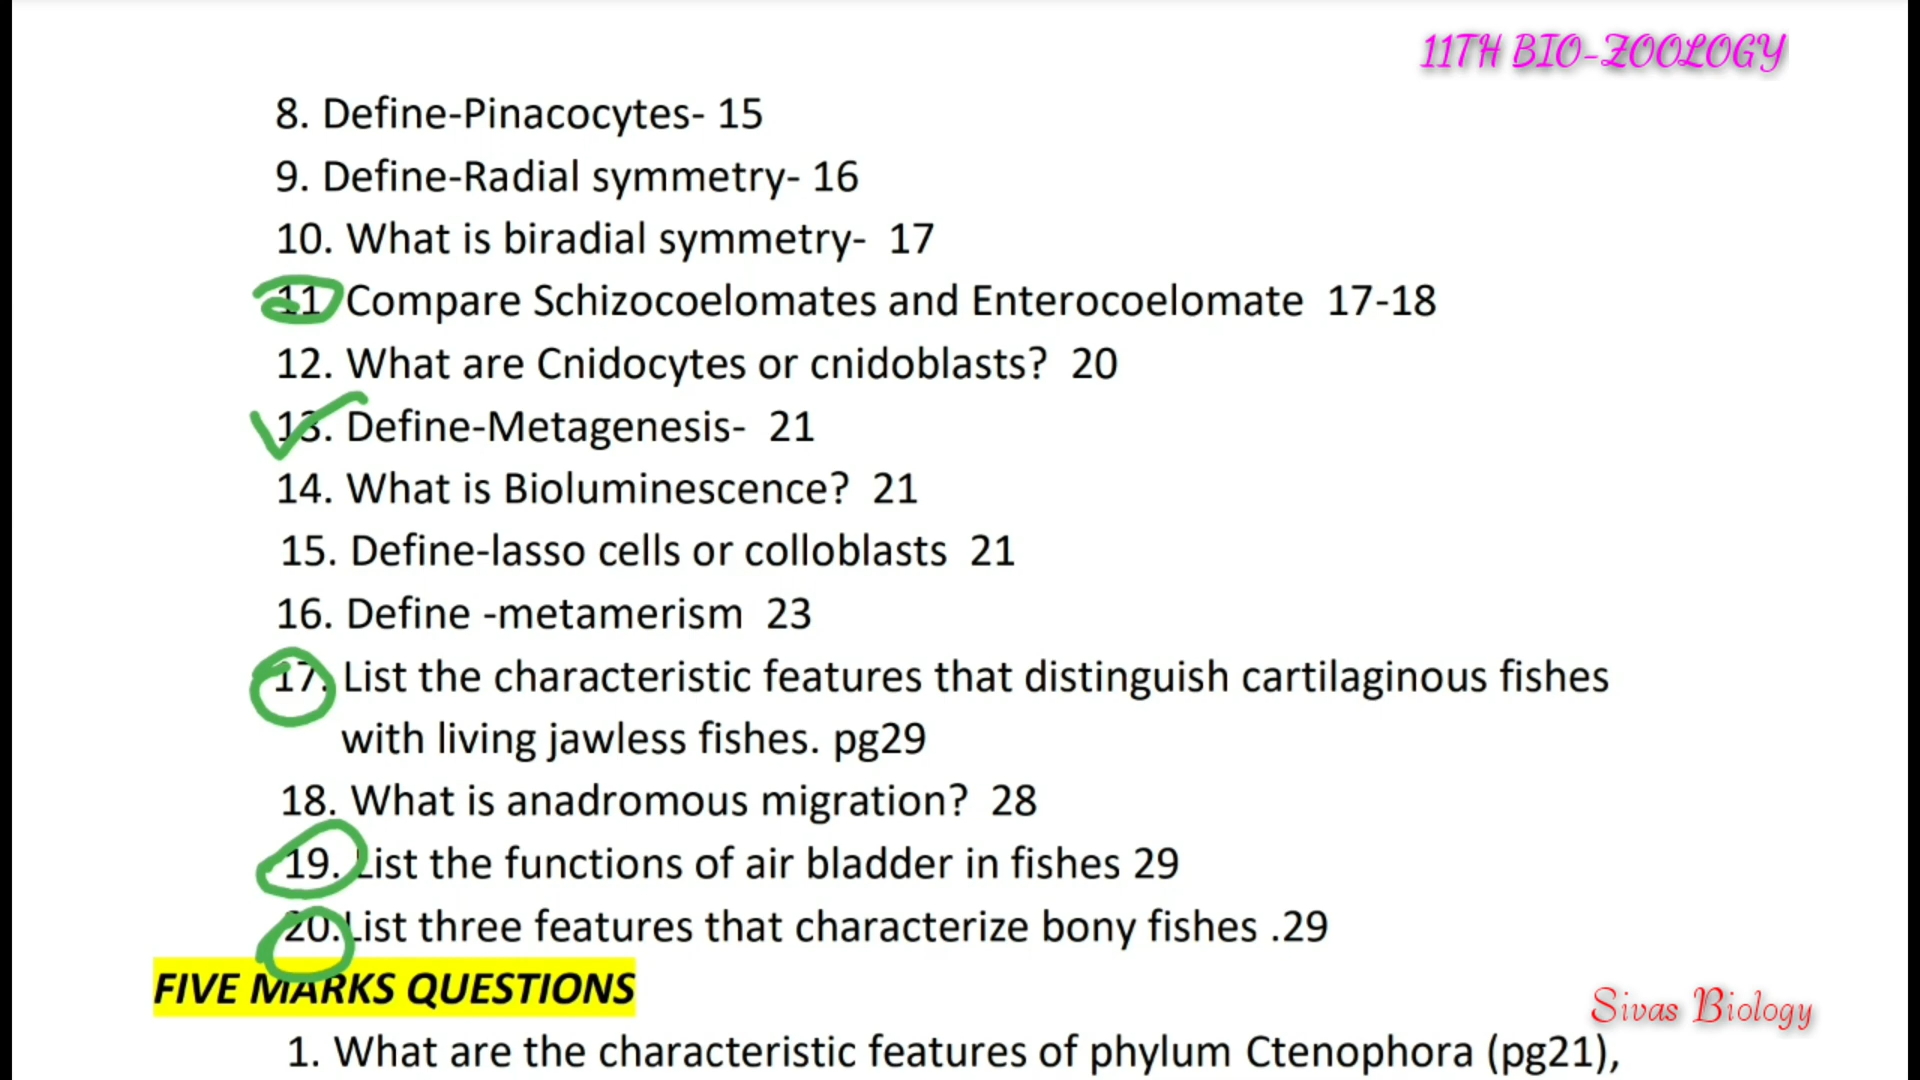 11TH BIO-ZOOLOGY
8. Define-Pinacocytes- 15
9. Define-Radial symmetry- 16
10. What is biradial symmetry-  17
11. Compare Schizocoelomates and Enterocoelomate  17-18
12. What are Cnidocytes or cnidoblasts?  20
13. Define-Metagenesis-  21
14. What is Bioluminescence?  21
15. Define-lasso cells or colloblasts  21
16. Define -metamerism  23
17. List the characteristic features that distinguish cartilaginous fishes
with living jawless fishes. pg29
18. What is anadromous migration?  28
19. List the functions of air bladder in fishes 29
20.List three features that characterize bony fishes .29
FIVE MARKS QUESTIONS
Sivas Biology
1. What are the characteristic features of phylum Ctenophora (pg21),